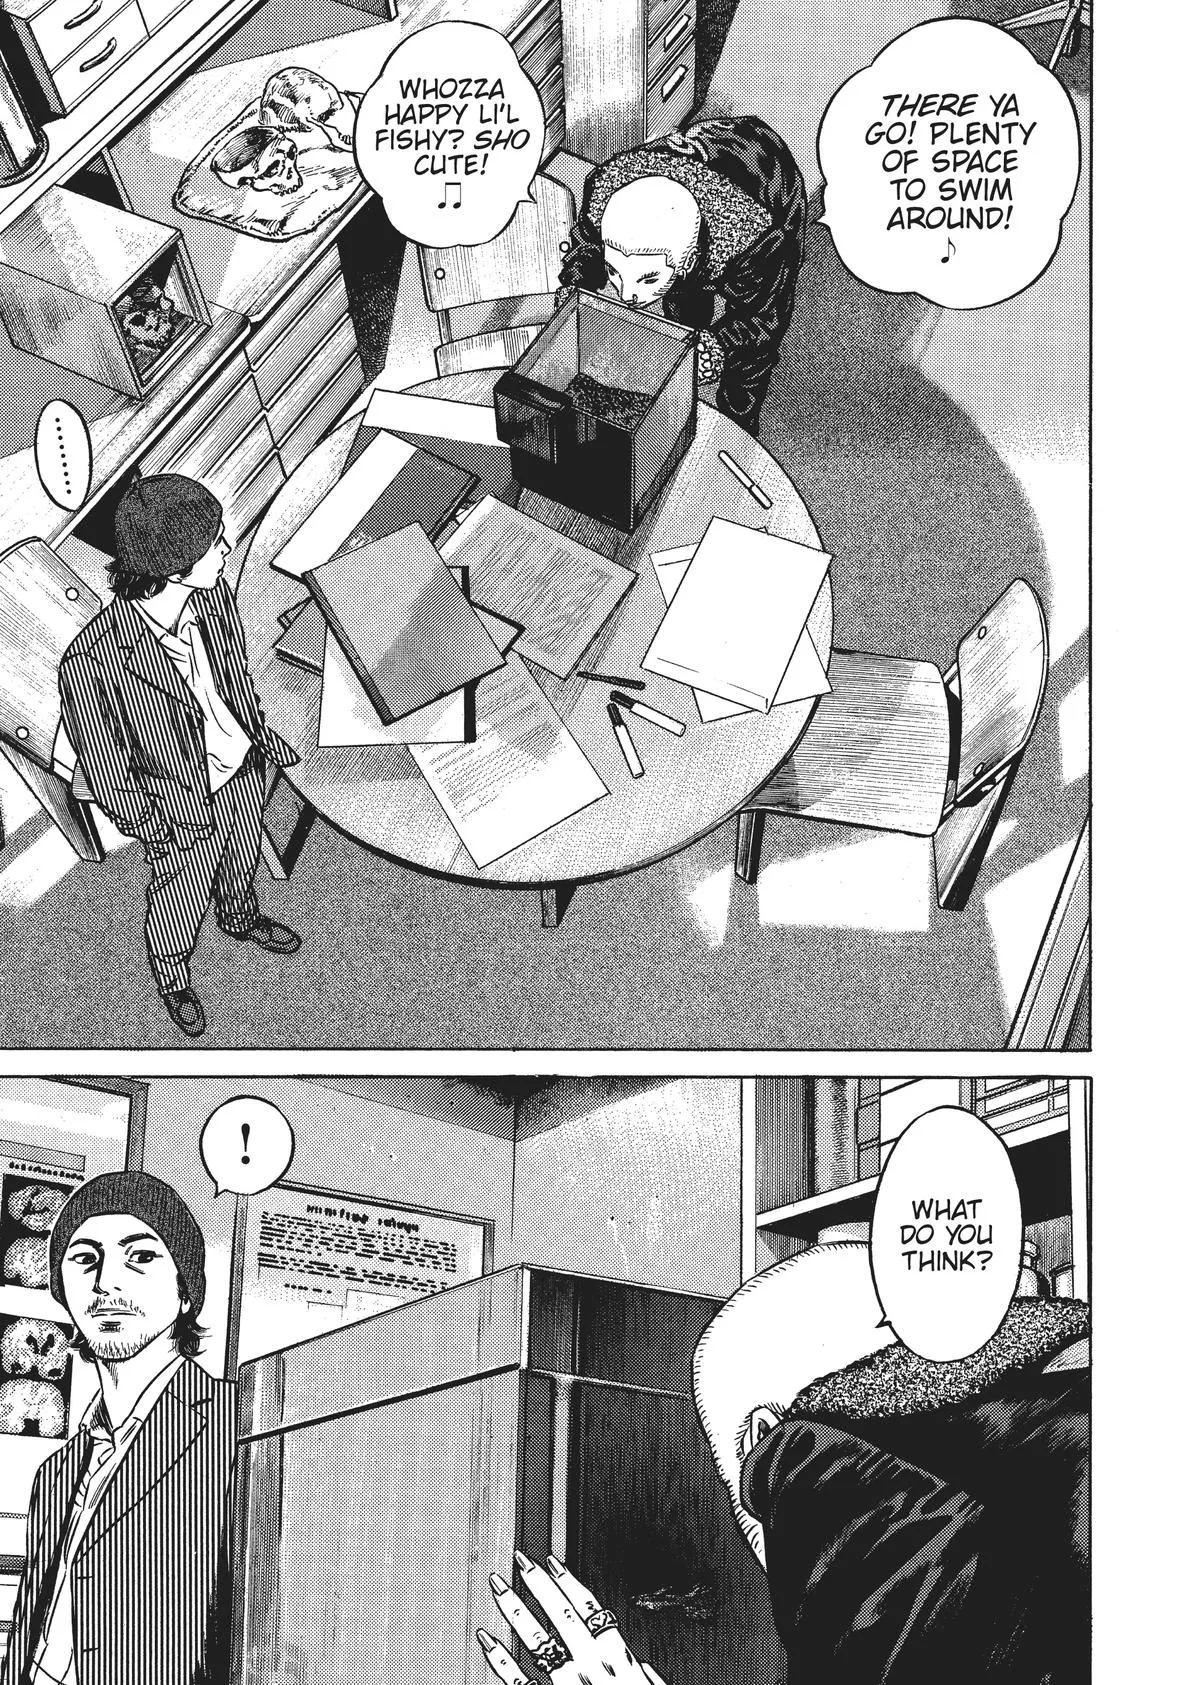 THERE YA
GO! PLENTY
OF SPACE
TO SWIM
AROUND!
♪
WHOZZA
HAPPY LI'L
FISHY? SHO
CUTE!
♫
........
!
WHAT
DO YOU
THINK?